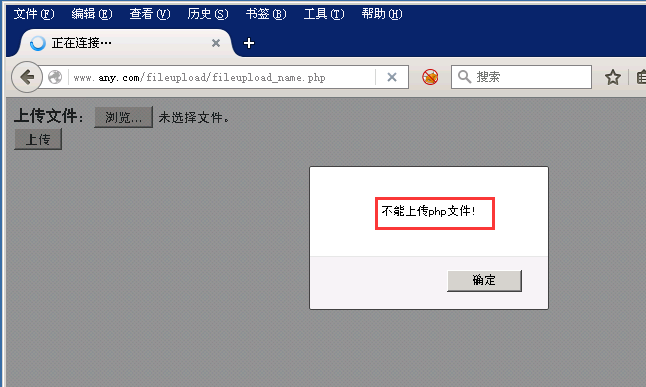 文件(F) 编辑(E) 查看(V) 历史(S) 书签(B) 工具(T) 帮助(H)
正在连接…
www.any.com/fileupload/fileupload_name.php
搜索
上传文件: 浏览... 未选择文件。
上传
不能上传php文件!
确定